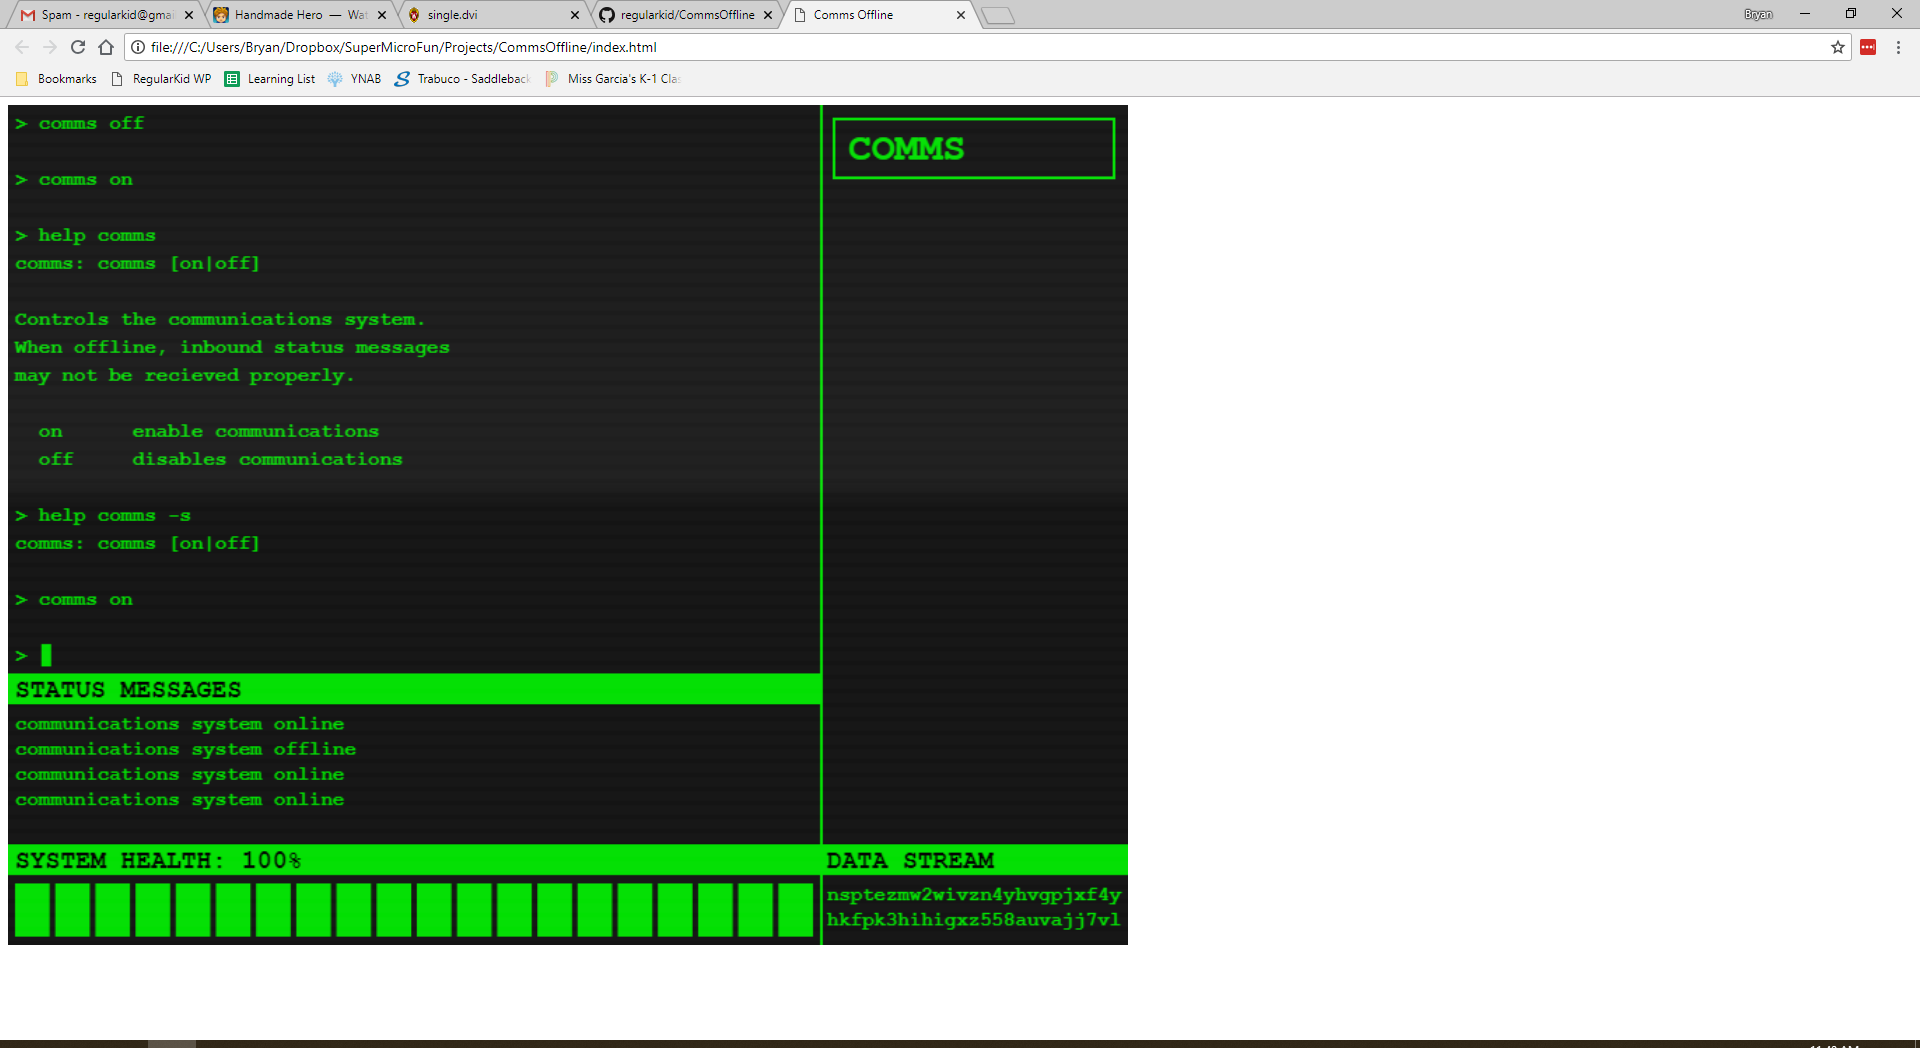 Spam - regularkid@gmai
Handmade Hero — Wat
single.dvi
regularkid/CommsOffline
Comms Offline
Bryan
file:///C:/Users/Bryan/Dropbox/SuperMicroFun/Projects/CommsOffline/index.html
Bookmarks
RegularKid WP
Learning List
YNAB
Trabuco - Saddleback
Miss Garcia's K-1 Clas
> comms off
> comms on
> help comms
comms: comms [on|off]
Controls the communications system.
When offline, inbound status messages
may not be recieved properly.
on enable communications
off disables communications
> help comms -s
comms: comms [on|off]
> comms on
>
STATUS MESSAGES
communications system online
communications system offline
communications system online
communications system online
SYSTEM HEALTH: 100%
COMMS
DATA STREAM
nsptezmw2wivzn4yhvgpjxf4y
hkfpk3hihigxz558auvajj7vl